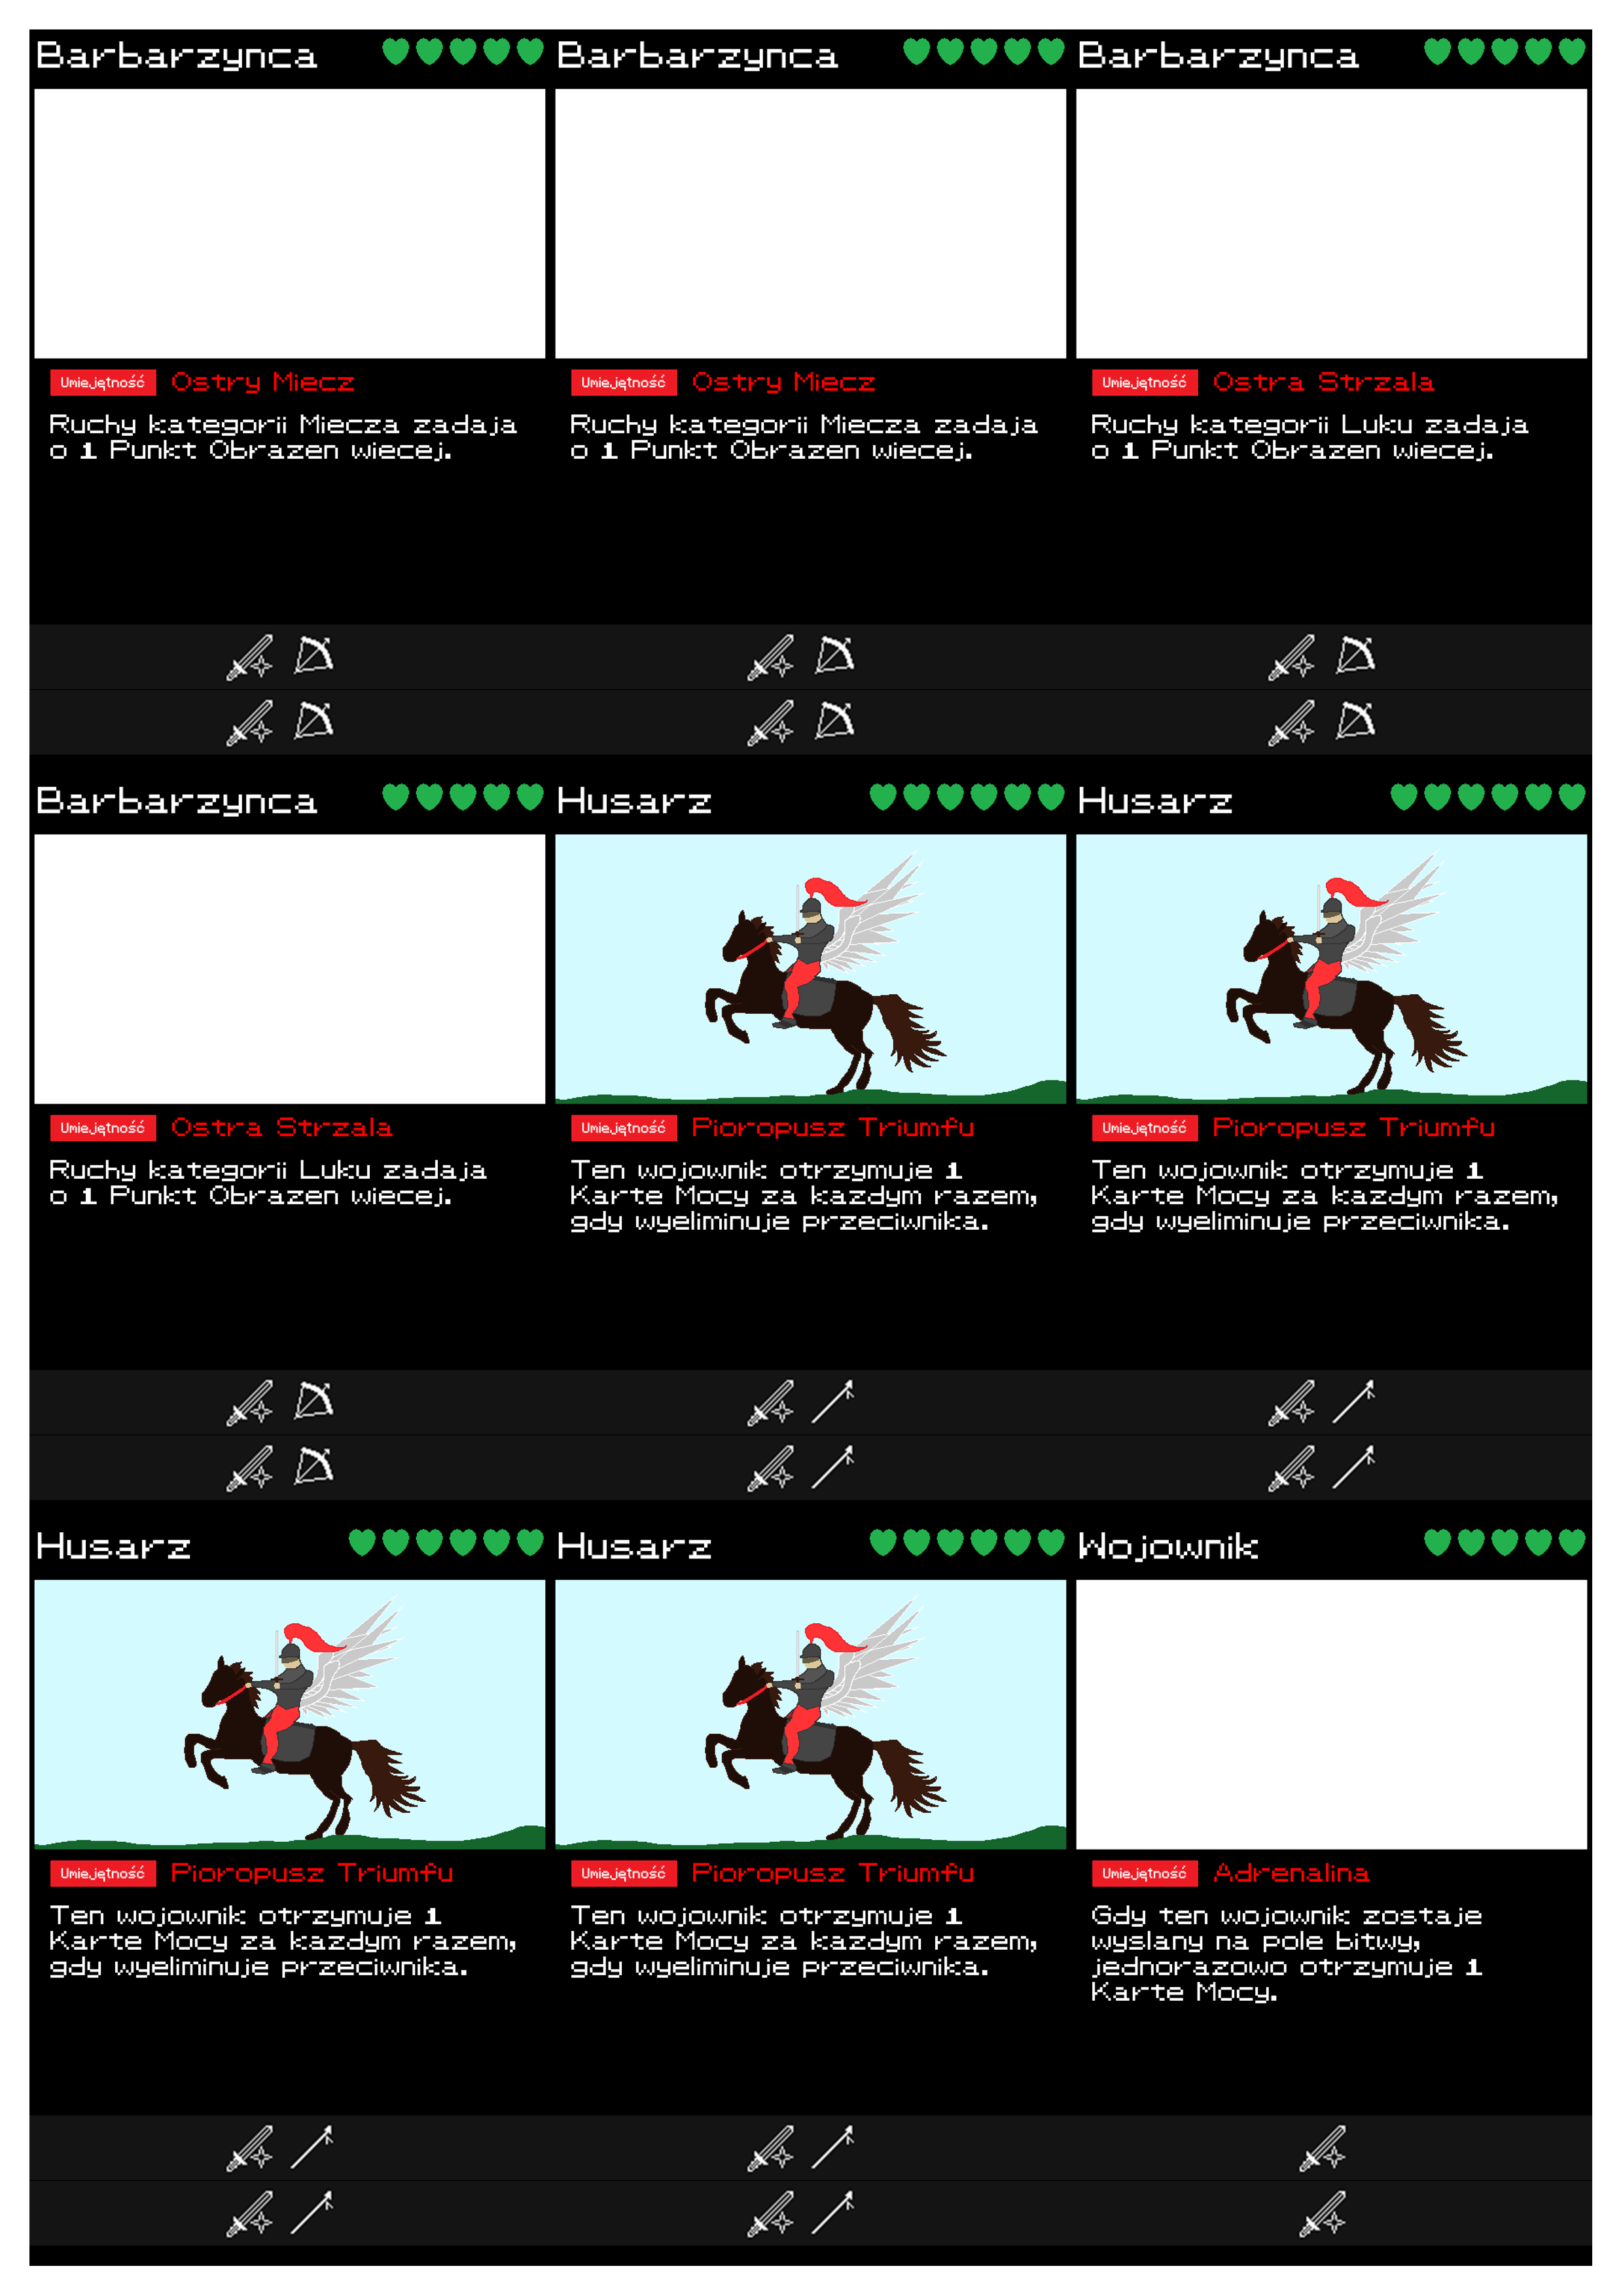 Barbarzynca
Umiejętność Ostry Miecz
Ruchy kategorii Miecza zadaja
o 1 Punkt Obrazen wiecej.
Barbarzynca
Umiejętność Ostry Miecz
Ruchy kategorii Miecza zadaja
o 1 Punkt Obrazen wiecej.
Barbarzynca
Umiejętność Ostra Strzala
Ruchy kategorii Luku zadaja
o 1 Punkt Obrazen wiecej.
Barbarzynca
Umiejętność Ostra Strzala
Ruchy kategorii Luku zadaja
o 1 Punkt Obrazen wiecej.
Husarz
Umiejętność Pioropusz Triumfu
Ten wojownik otrzymuje 1
Karte Mocy za kazdym razem,
gdy wyeliminuje przeciwnika.
Husarz
Umiejętność Pioropusz Triumfu
Ten wojownik otrzymuje 1
Karte Mocy za kazdym razem,
gdy wyeliminuje przeciwnika.
Husarz
Umiejętność Pioropusz Triumfu
Ten wojownik otrzymuje 1
Karte Mocy za kazdym razem,
gdy wyeliminuje przeciwnika.
Husarz
Umiejętność Pioropusz Triumfu
Ten wojownik otrzymuje 1
Karte Mocy za kazdym razem,
gdy wyeliminuje przeciwnika.
Wojownik
Umiejętność Adrenalina
Gdy ten wojownik zostaje
wyslany na pole bitwy,
jednorazowo otrzymuje 1
Karte Mocy.